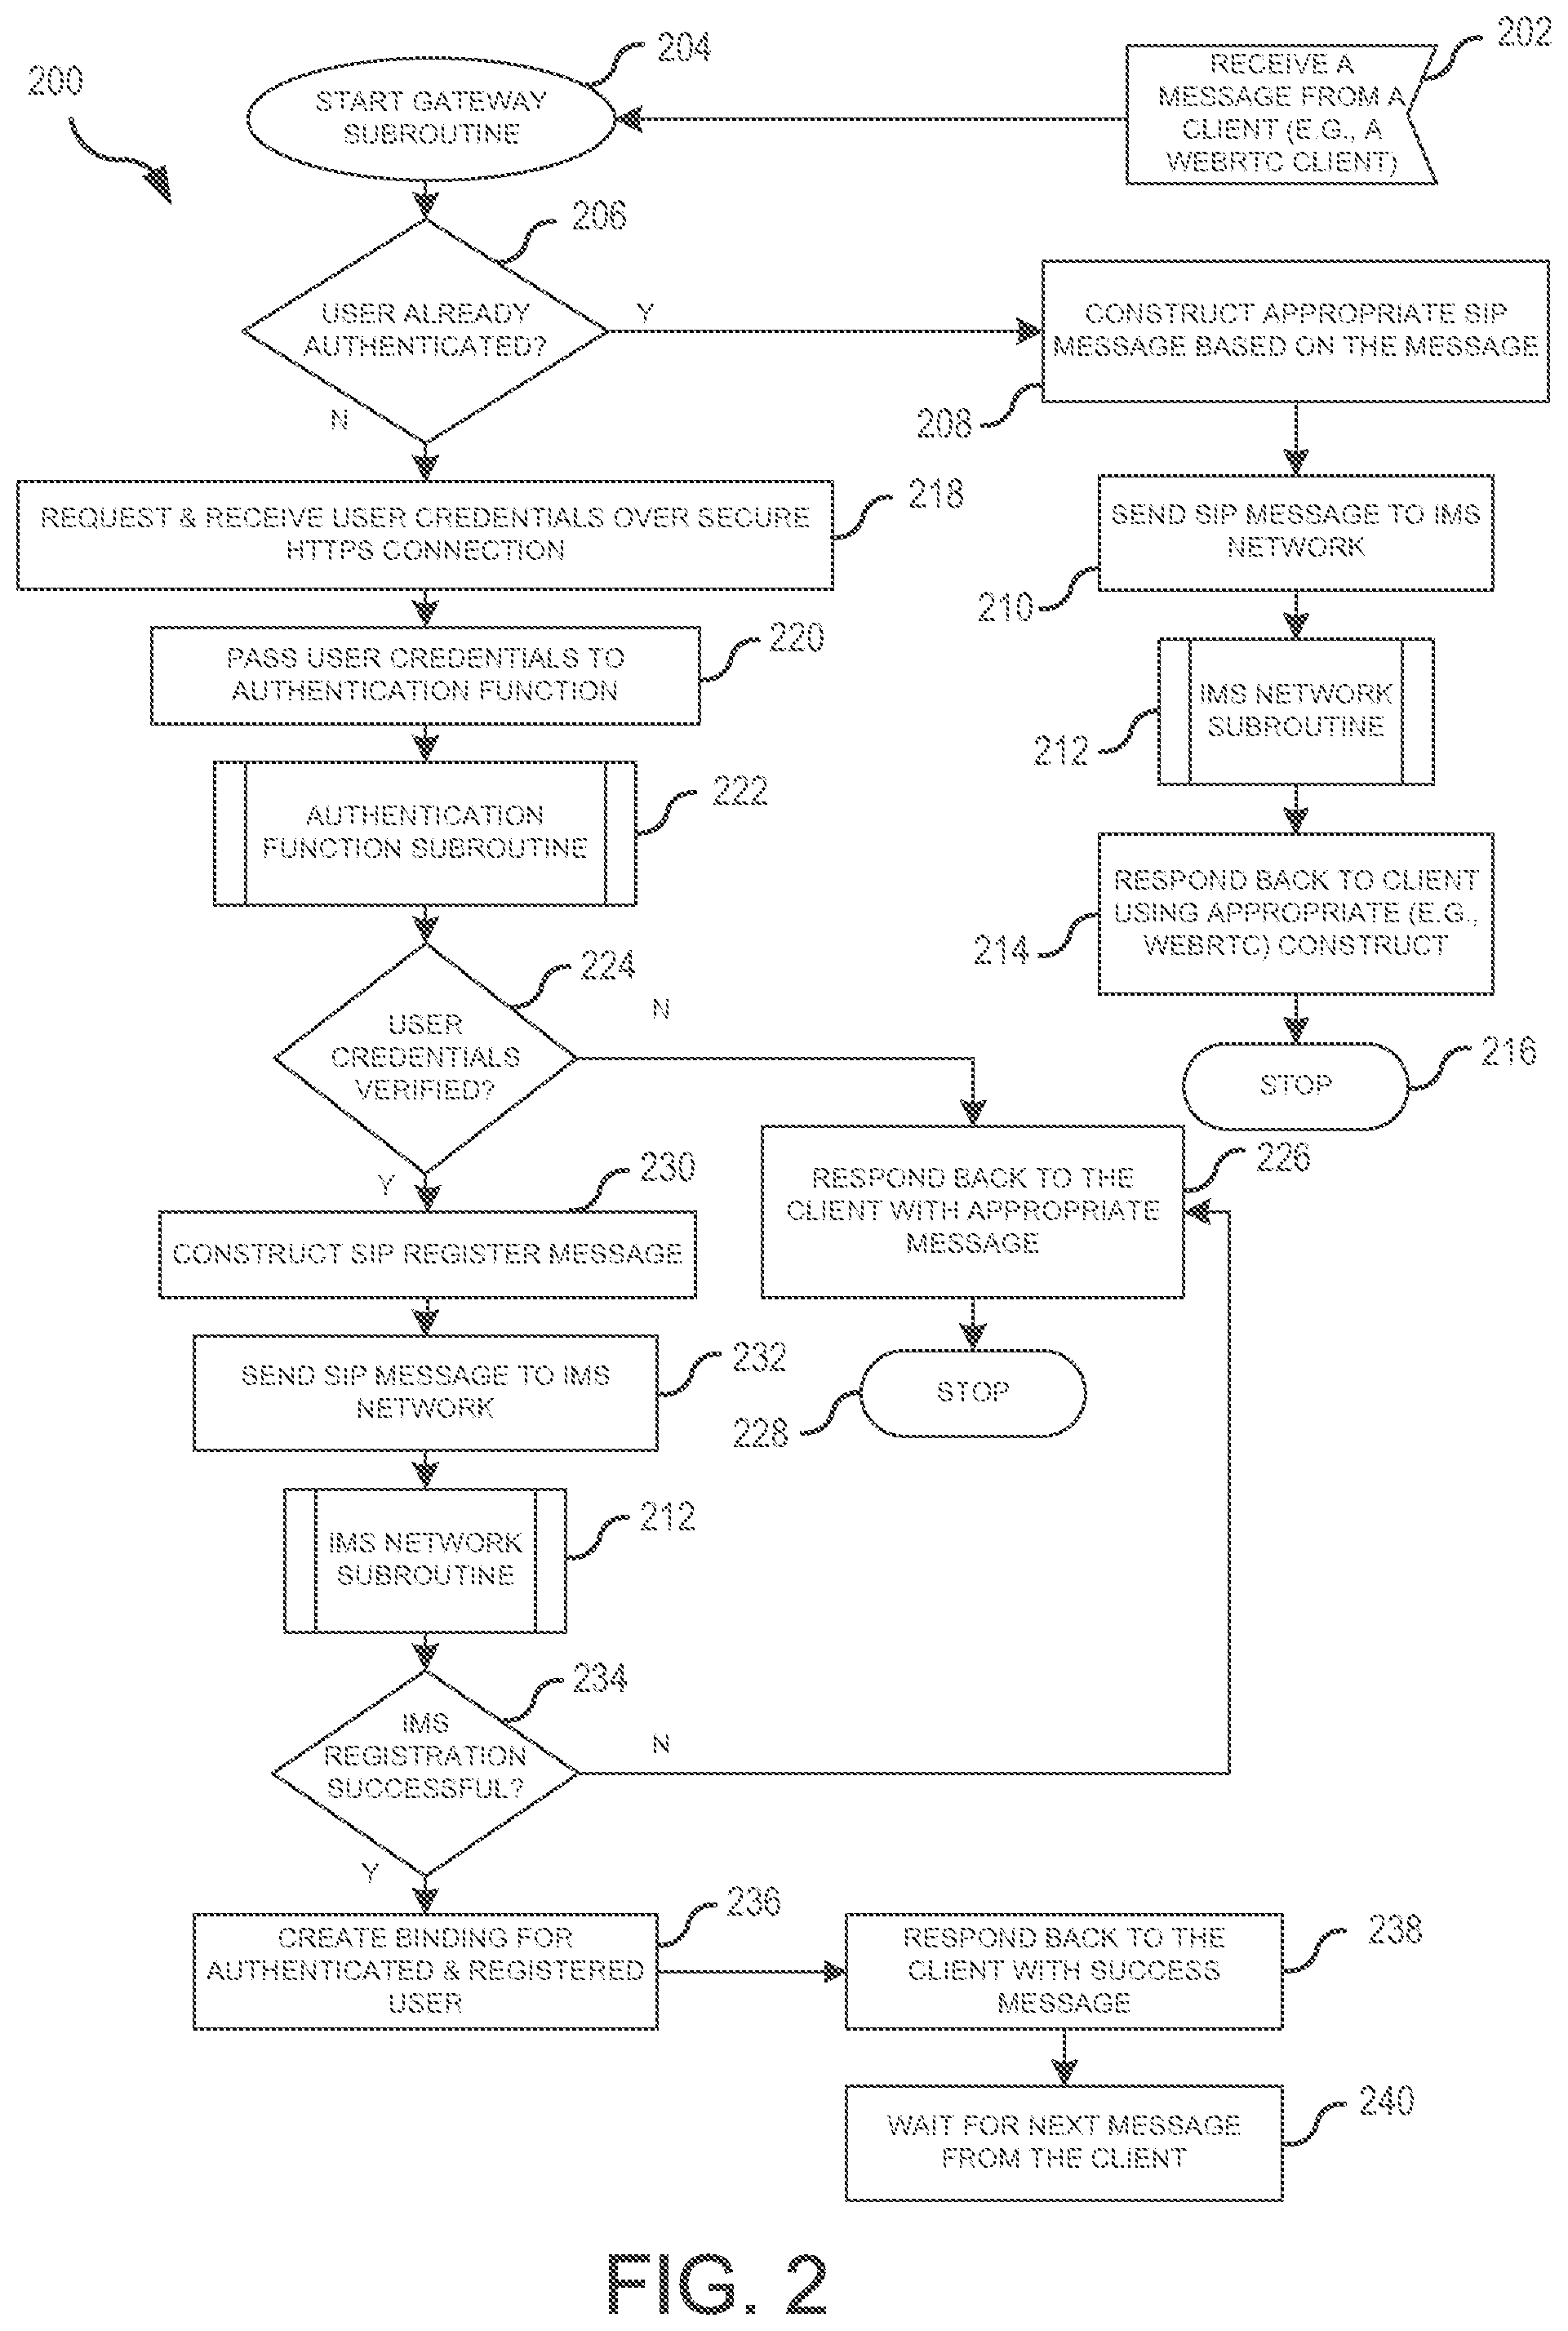 200
204
START GATEWAY
SUBROUTINE
202
RECEIVE A
MESSAGE FROM A
CLIENT (E.G., A
WEBRTC CLIENT)
206
USER ALREADY
AUTHENTICATED?
Y
N
CONSTRUCT APPROPRIATE SIP
MESSAGE BASED ON THE MESSAGE
208
218
REQUEST & RECEIVE USER CREDENTIALS OVER SECURE
HTTPS CONNECTION
SEND SIP MESSAGE TO IMS
NETWORK
210
220
PASS USER CREDENTIALS TO
AUTHENTICATION FUNCTION
IMS NETWORK
SUBROUTINE
212
222
AUTHENTICATION
FUNCTION SUBROUTINE
RESPOND BACK TO CLIENT
USING APPROPRIATE (E.G.,
WEBRTC) CONSTRUCT
214
224
USER
CREDENTIALS
VERIFIED?
N
Y
STOP
216
RESPOND BACK TO THE
CLIENT WITH APPROPRIATE
MESSAGE
226
230
CONSTRUCT SIP REGISTER MESSAGE
SEND SIP MESSAGE TO IMS
NETWORK
232
STOP
228
IMS NETWORK
SUBROUTINE
212
234
IMS
REGISTRATION
SUCCESSFUL?
N
Y
CREATE BINDING FOR
AUTHENTICATED & REGISTERED
USER
236
RESPOND BACK TO THE
CLIENT WITH SUCCESS
MESSAGE
238
WAIT FOR NEXT MESSAGE
FROM THE CLIENT
240
FIG. 2